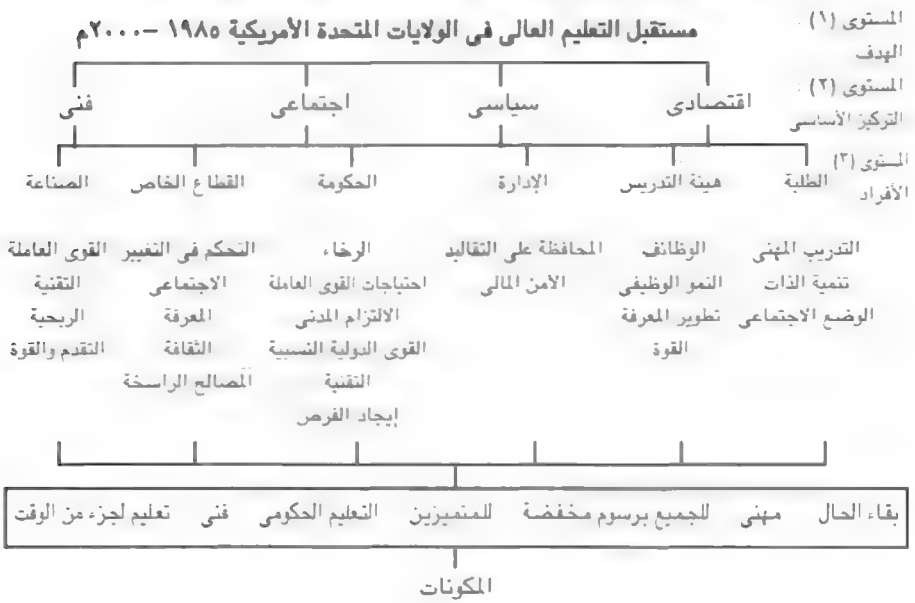 مستقبل التعليم العالى فى الولايات المتحدة الأمريكية ١٩٨٥ -٢٠٠٠م
المستوى (١)
الهدف
المستوى (٢)
التركيز الأساسى
اقتصادى سياسى اجتماعى فنى
المستوى (٣)
الأفراد
الطلبة هيئة التدريس الإدارة الحكومة القطاع الخاص الصناعة
التدريب المهنى الوظائف المحافظة على التقاليد الرخاء التحكم فى التغيير القوى العاملة
تنمية الذات النمو الوظيفى الأمن المالى احتياجات القوى العاملة الاجتماعى التقنية
الوضع الاجتماعى تطوير المعرفة الالتزام المدنى المعرفة الربحية
القوة القوى الدولية النسبية الثقافة التقدم والقوة
التقنية المصالح الراسخة
إيجاد الفرص
بقاء الحال مهنى للجميع برسوم مخفضة للمتميزين التعليم الحكومى فنى تعليم لجزء من الوقت
المكونات